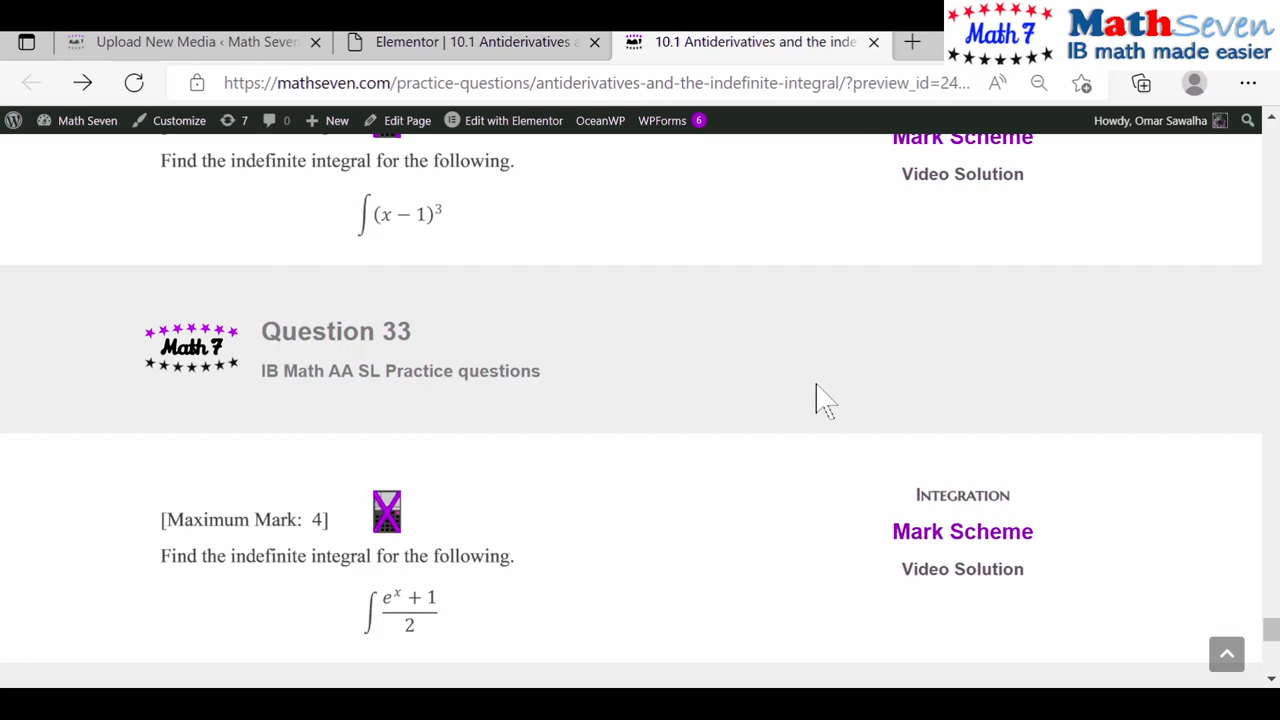 Math 7
MathSeven
IB math made easier
Upload New Media ‹ Math Seven
Elementor | 10.1 Antiderivatives a
10.1 Antiderivatives and the inde
https://mathseven.com/practice-questions/antiderivatives-and-the-indefinite-integral/?preview_id=24...
Math Seven Customize 7 0 New Edit Page Edit with Elementor OceanWP WPForms 6 Howdy, Omar Sawalha
Mark Scheme
Find the indefinite integral for the following.
Video Solution
∫(x − 1)³
Question 33
Math 7
IB Math AA SL Practice questions
INTEGRATION
[Maximum Mark: 4]
Mark Scheme
Find the indefinite integral for the following.
Video Solution
∫ (eˣ + 1)/2